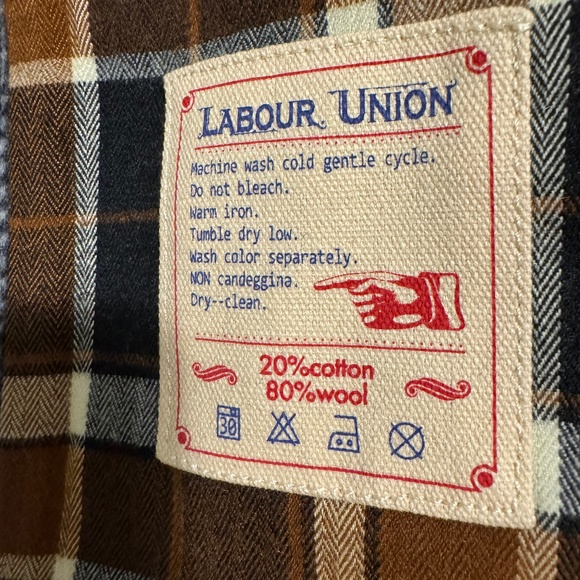 LABOUR UNION
Machine wash cold gentle cycle.
Do not bleach.
Warm iron.
Tumble dry low.
Wash color separately.
NON candeggina.
Dry--clean.
20%cotton
80%wool
30